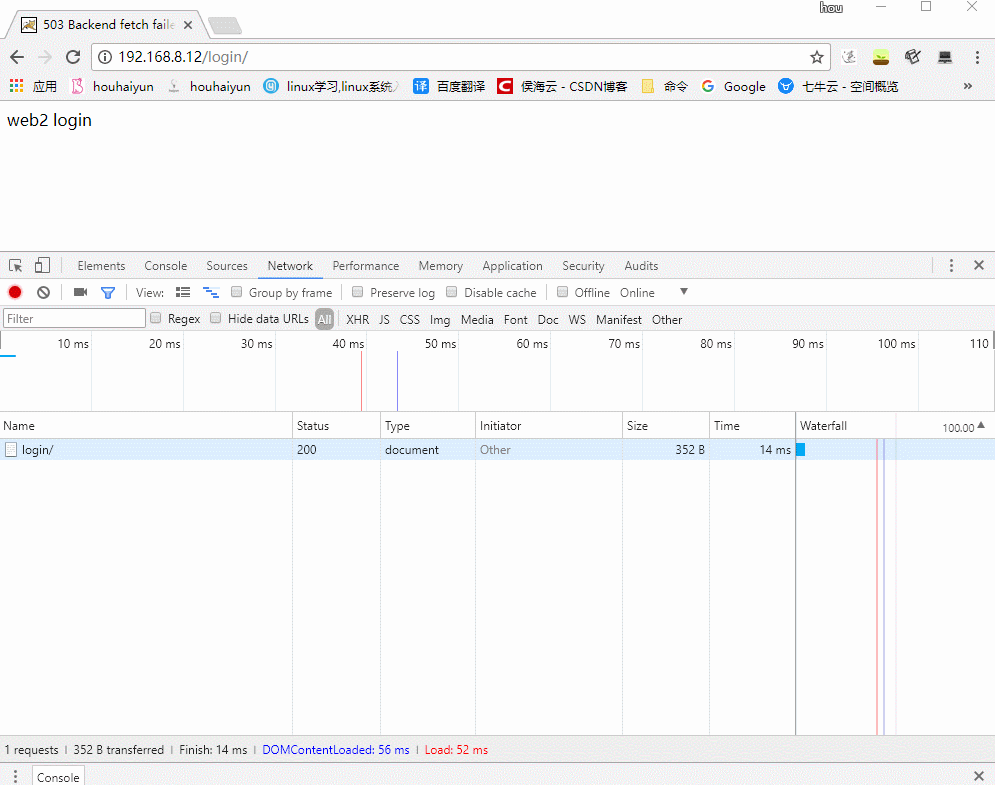 hou
503 Backend fetch faile
192.168.8.12/login/
应用 houhaiyun houhaiyun linux学习,linux系统 译 百度翻译 C 侯海云 - CSDN博客 命令 G Google 七牛云 - 空间概览 »
web2 login
Elements Console Sources Network Performance Memory Application Security Audits
View: Group by frame Preserve log Disable cache Offline Online
Filter Regex Hide data URLs All XHR JS CSS Img Media Font Doc WS Manifest Other
10 ms 20 ms 30 ms 40 ms 50 ms 60 ms 70 ms 80 ms 90 ms 100 ms 110
Name Status Type Initiator Size Time Waterfall 100.00
login/ 200 document Other 352 B 14 ms
1 requests | 352 B transferred | Finish: 14 ms | DOMContentLoaded: 56 ms | Load: 52 ms
Console